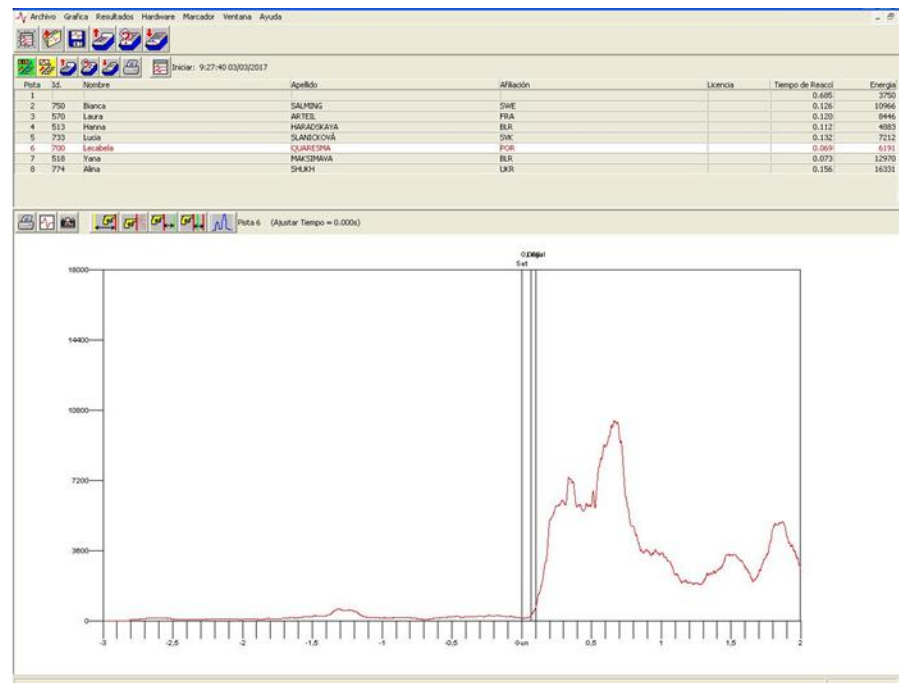 Archivo Grafica Resultados Hardware Marcador Ventana Ayuda
Iniciar: 9:27:40 03/03/2017
Pista Id. Nombre Apellido Afiliación Licencia Tiempo de Reacci Energia
1 0.685 3750
2 750 Bianca SALMING SWE 0.126 10966
3 570 Laura ARTEIL FRA 0.120 8446
4 513 Hanna HARADSKAYA BLR 0.112 4883
5 733 Lucia SLANICKOVÁ SVK 0.132 7212
6 700 Lecabela QUARESMA POR 0.069 6191
7 518 Yana MAKSIMAVA BLR 0.073 12970
8 774 Alina SHUKH UKR 0.156 16331
Pista 6 (Ajustar Tiempo = 0.000s)
Set
18000
14400
10800
7200
3600
0
-3 -2,5 -2 -1,5 -1 -0,5 Gun 0,5 1 1,5 2